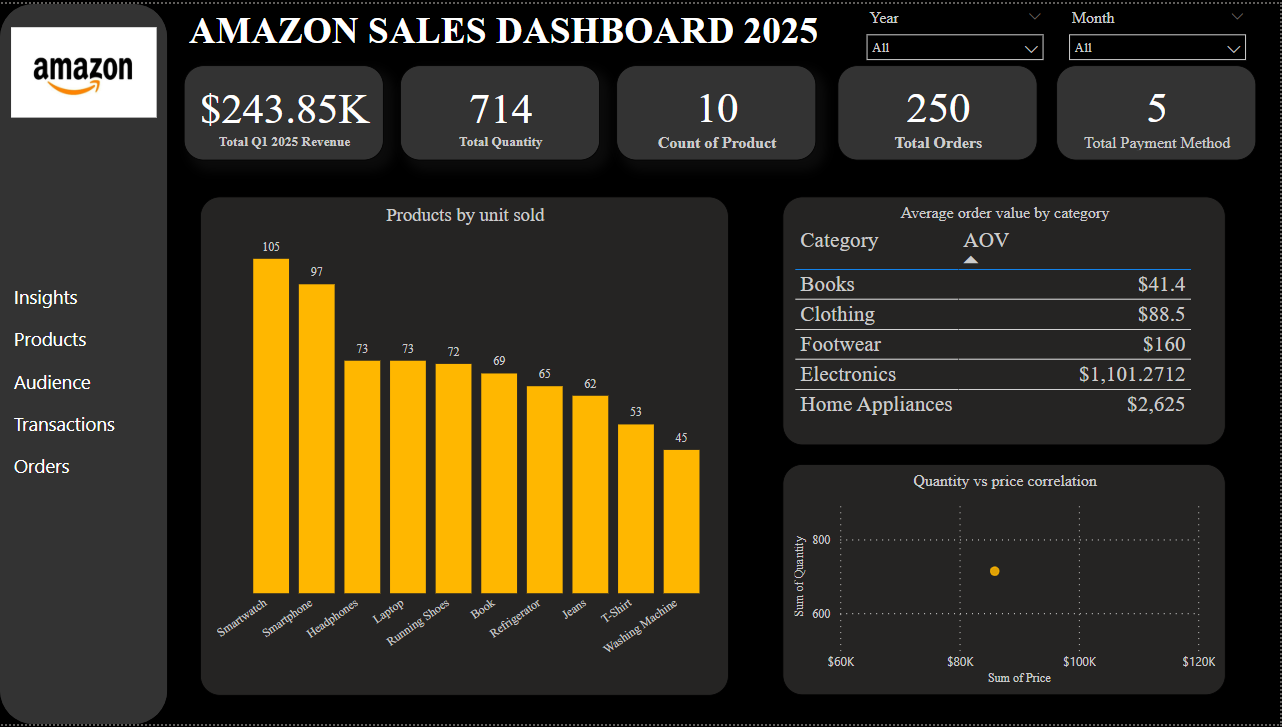 amazon
AMAZON SALES DASHBOARD 2025
Year
All
Month
All
$243.85K
Total Q1 2025 Revenue
714
Total Quantity
10
Count of Product
250
Total Orders
5
Total Payment Method
Insights
Products
Audience
Transactions
Orders
Products by unit sold
105
97
73
73
72
69
65
62
53
45
Smartwatch
Smartphone
Headphones
Laptop
Running Shoes
Book
Refrigerator
Jeans
T-Shirt
Washing Machine
Average order value by category
Category AOV
Books $41.4
Clothing $88.5
Footwear $160
Electronics $1,101.2712
Home Appliances $2,625
Quantity vs price correlation
Sum of Quantity
800
600
$60K $80K $100K $120K
Sum of Price